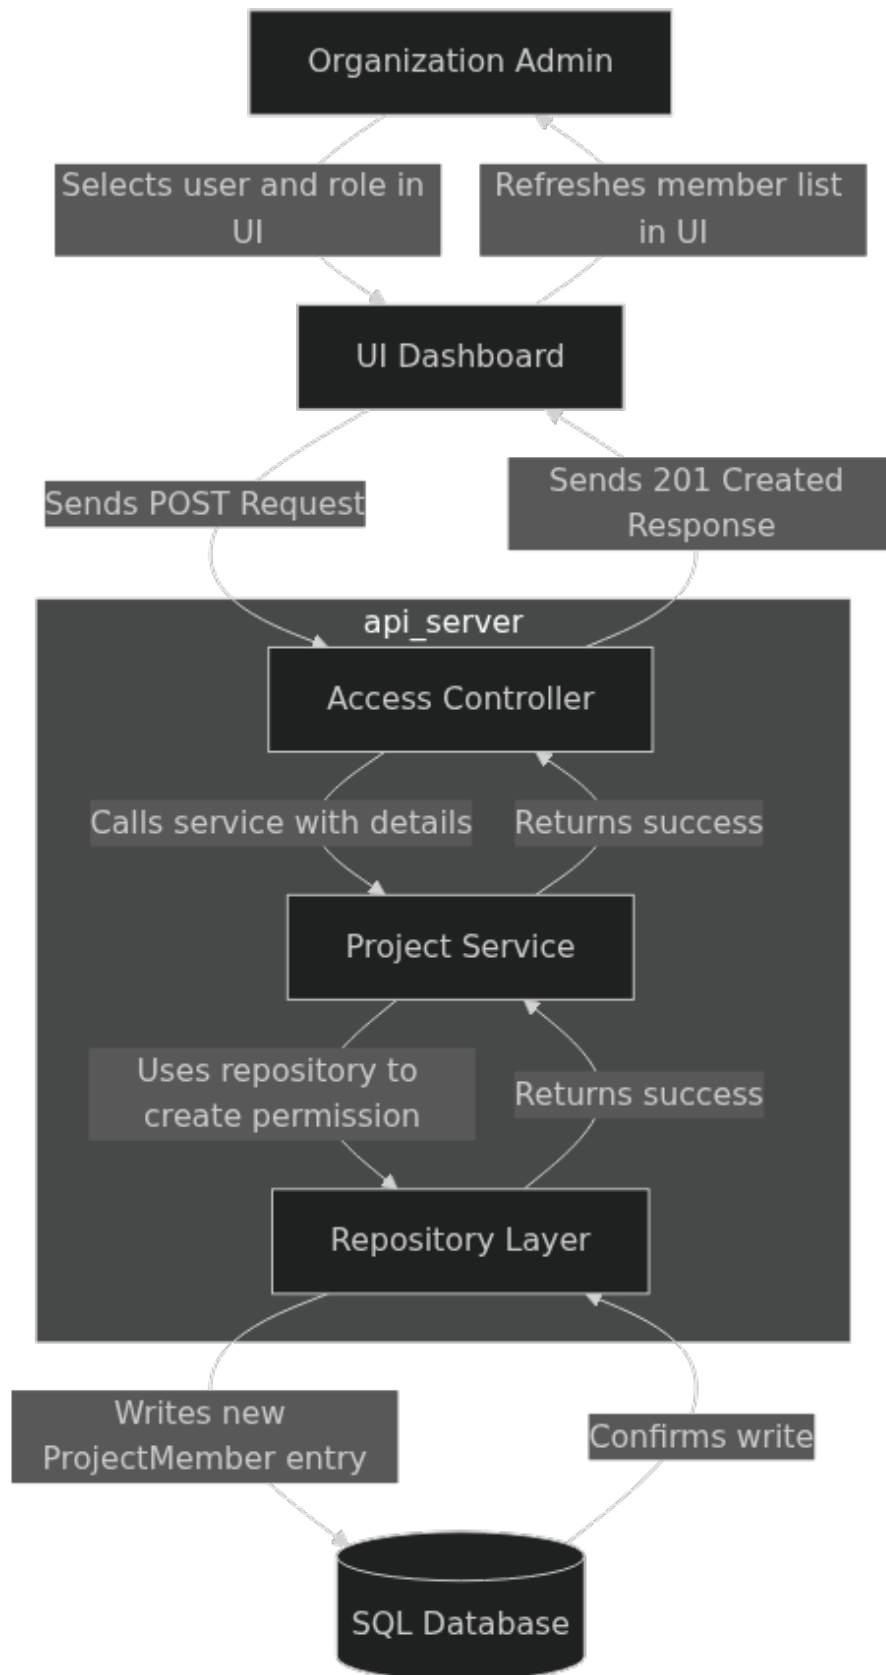 Organization Admin
Selects user and role in
UI
Refreshes member list
in UI
UI Dashboard
Sends POST Request
Sends 201 Created
Response
api_server
Access Controller
Calls service with details
Returns success
Project Service
Uses repository to
create permission
Returns success
Repository Layer
Writes new
ProjectMember entry
Confirms write
SQL Database